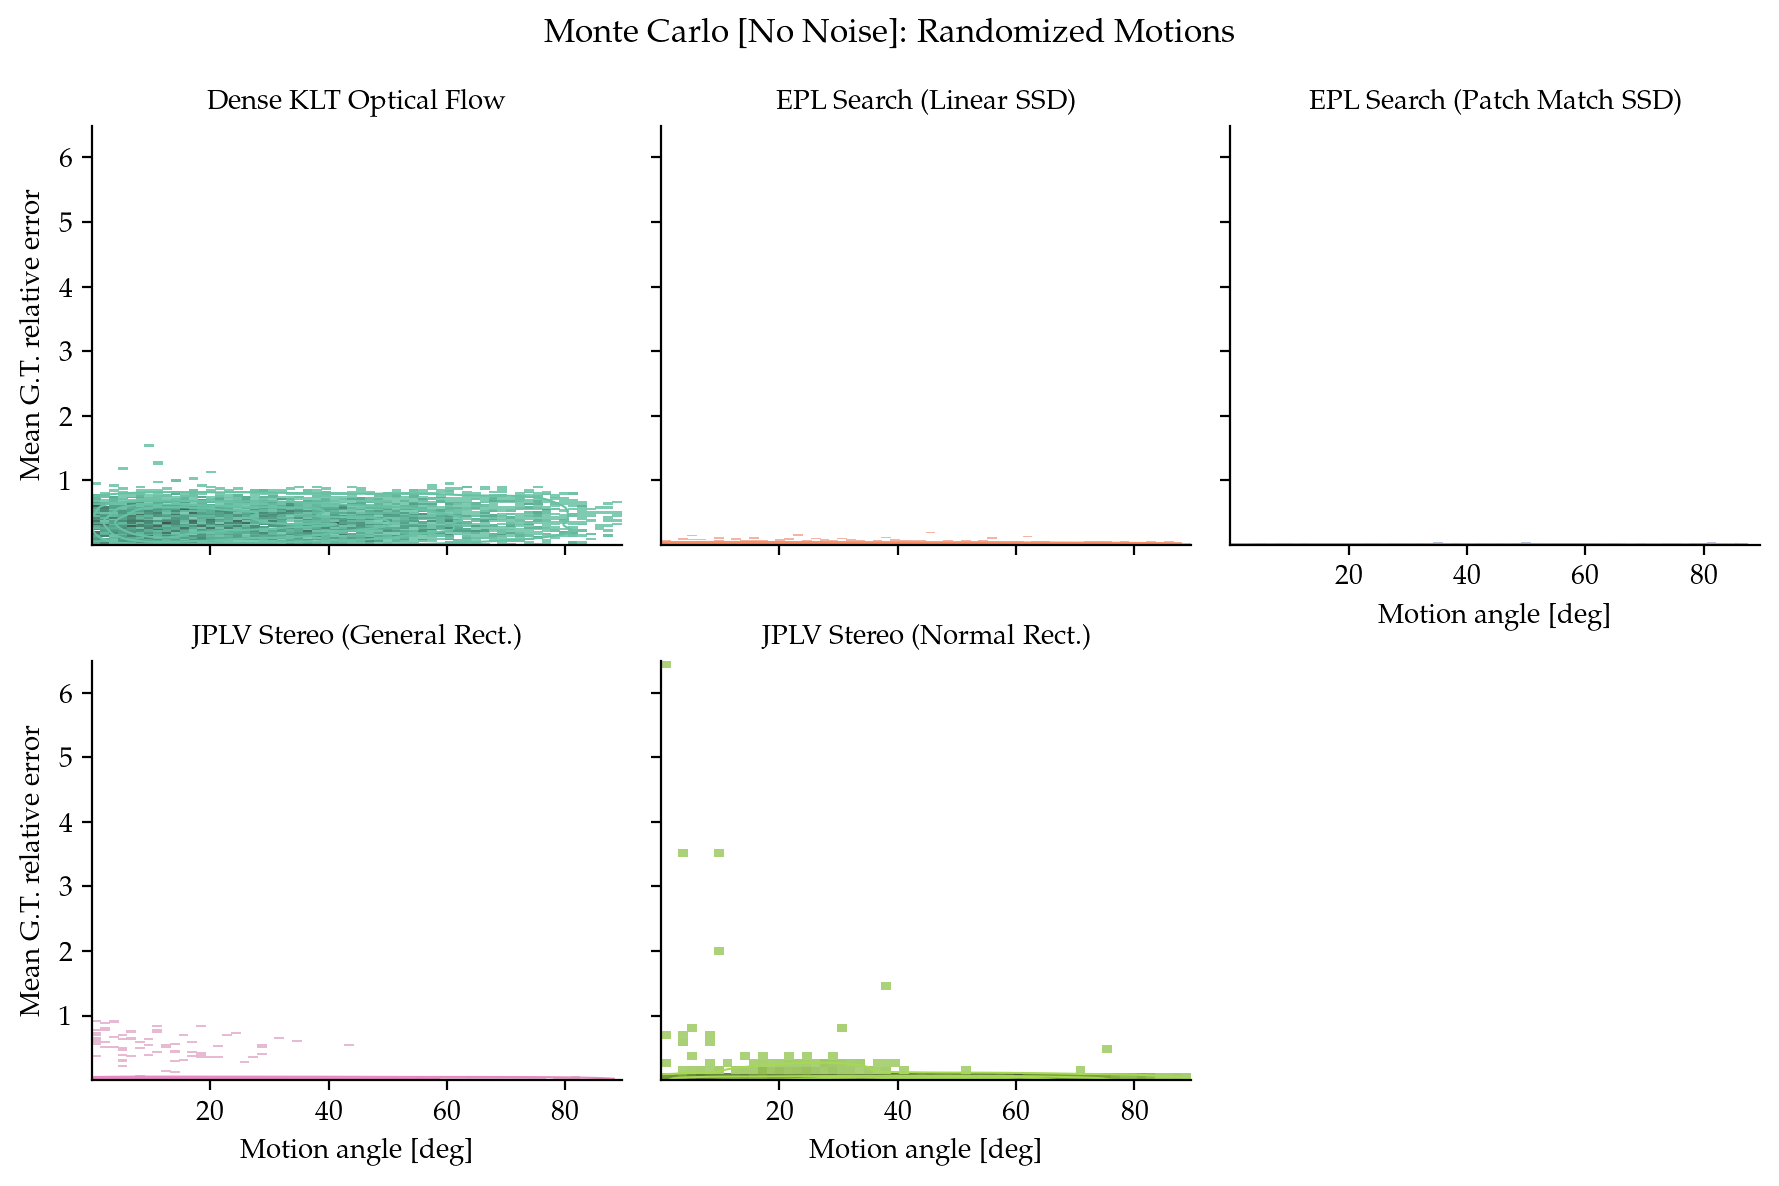 Monte Carlo [No Noise]: Randomized Motions
Dense KLT Optical Flow
EPL Search (Linear SSD)
EPL Search (Patch Match SSD)
Mean G.T. relative error
6
5
4
3
2
1
20 40 60 80
Motion angle [deg]
JPLV Stereo (General Rect.)
JPLV Stereo (Normal Rect.)
Mean G.T. relative error
6
5
4
3
2
1
20 40 60 80
20 40 60 80
Motion angle [deg]
Motion angle [deg]